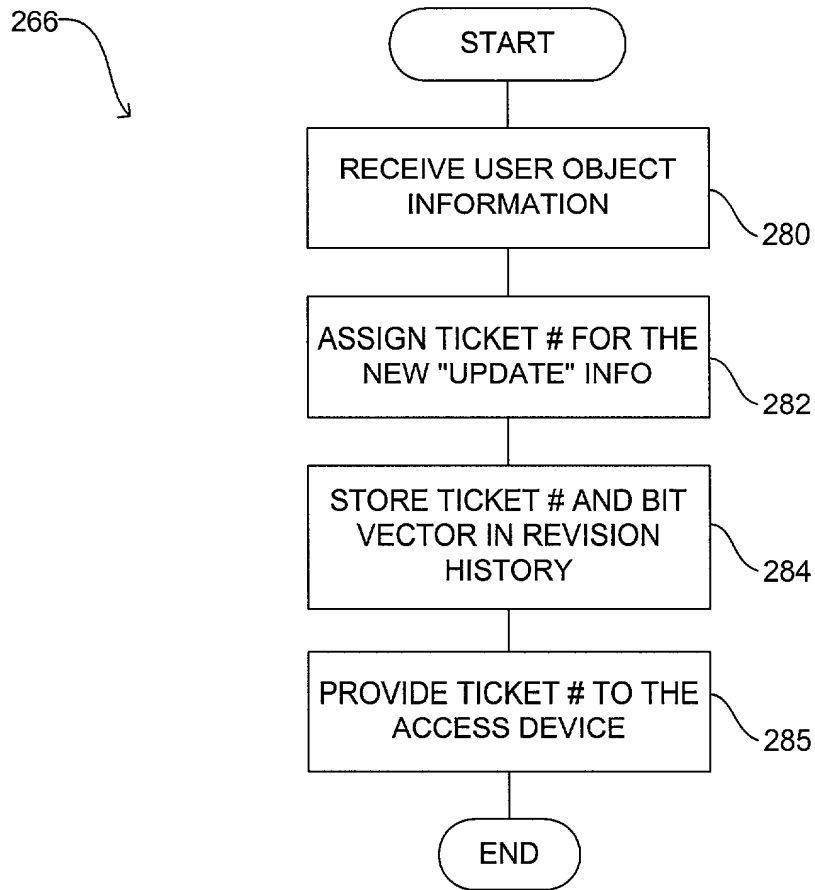 266
START
RECEIVE USER OBJECT
INFORMATION
280
ASSIGN TICKET # FOR THE
NEW "UPDATE" INFO
282
STORE TICKET # AND BIT
VECTOR IN REVISION
HISTORY
284
PROVIDE TICKET # TO THE
ACCESS DEVICE
285
END